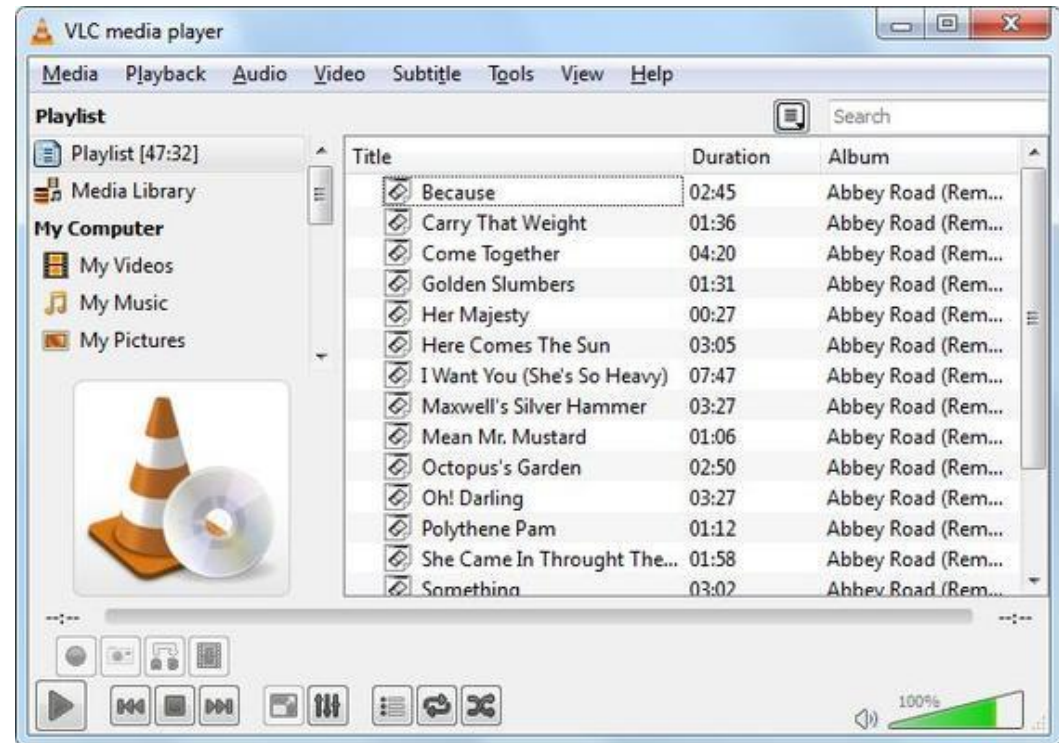 VLC media player
Media Playback Audio Video Subtitle Tools View Help
Playlist
Search
Playlist [47:32]
Media Library
My Computer
My Videos
My Music
My Pictures
Title Duration Album
Because 02:45 Abbey Road (Rem...
Carry That Weight 01:36 Abbey Road (Rem...
Come Together 04:20 Abbey Road (Rem...
Golden Slumbers 01:31 Abbey Road (Rem...
Her Majesty 00:27 Abbey Road (Rem...
Here Comes The Sun 03:05 Abbey Road (Rem...
I Want You (She's So Heavy) 07:47 Abbey Road (Rem...
Maxwell's Silver Hammer 03:27 Abbey Road (Rem...
Mean Mr. Mustard 01:06 Abbey Road (Rem...
Octopus's Garden 02:50 Abbey Road (Rem...
Oh! Darling 03:27 Abbey Road (Rem...
Polythene Pam 01:12 Abbey Road (Rem...
She Came In Throught The... 01:58 Abbey Road (Rem...
Something 03:02 Abbey Road (Rem...
--:-- --:--
100%